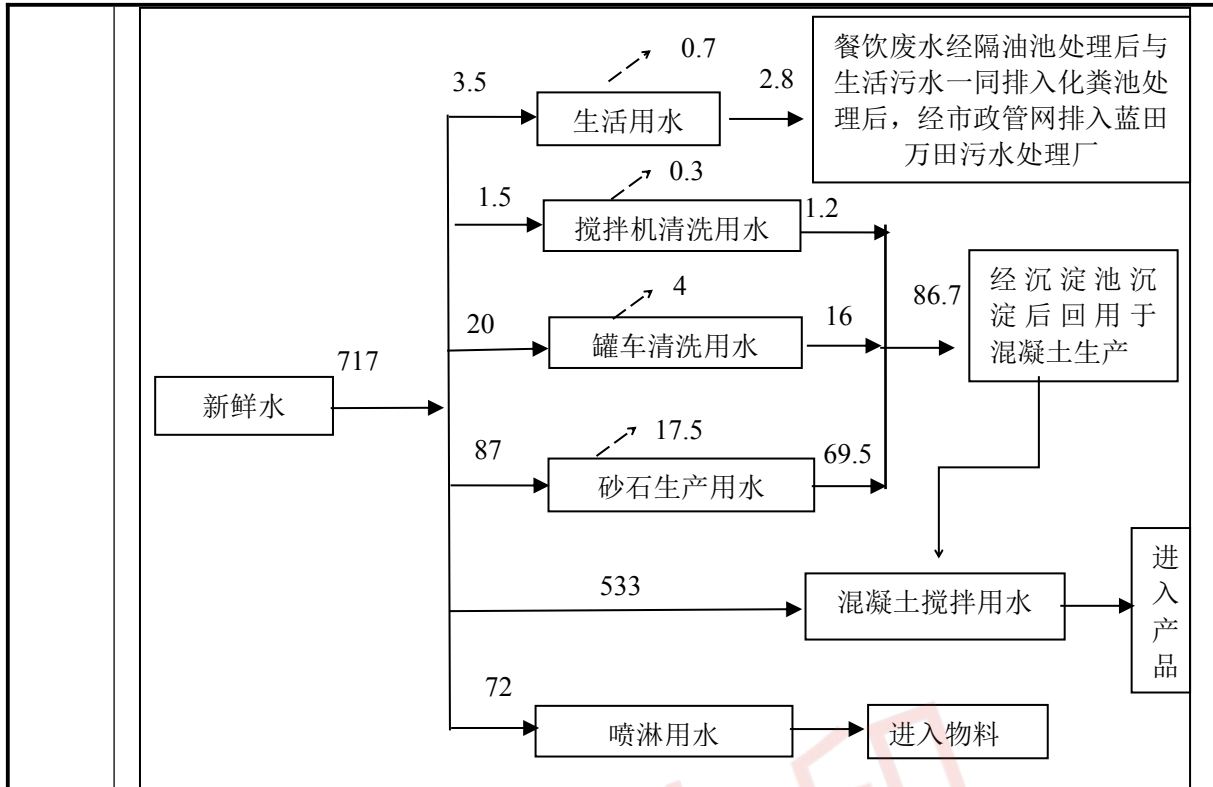 0.7
3.5
生活用水
2.8
餐饮废水经隔油池处理后与
生活污水一同排入化粪池处
理后，经市政管网排入蓝田
万田污水处理厂
0.3
1.5
搅拌机清洗用水
1.2
4
20
罐车清洗用水
16
86.7
经沉淀池沉
淀后回用于
混凝土生产
717
新鲜水
17.5
87
砂石生产用水
69.5
533
混凝土搅拌用水
进
入
产
品
72
喷淋用水
进入物料